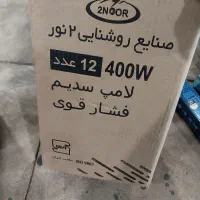 2NOOR
صنایع روشنایی ۲ نور
400W 12 عدد
لامپ سدیم
فشار قوی